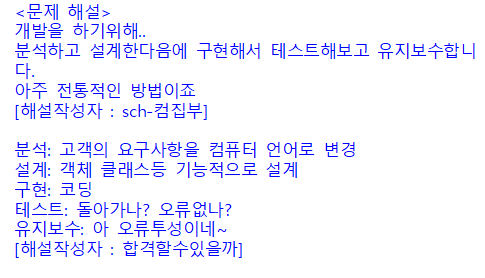 <문제 해설>
개발을 하기위해..
분석하고 설계한다음에 구현해서 테스트해보고 유지보수합니
다.
아주 전통적인 방법이죠
[해설작성자 : sch-컴집부]

분석: 고객의 요구사항을 컴퓨터 언어로 변경
설계: 객체 클래스등 기능적으로 설계
구현: 코딩
테스트: 돌아가나? 오류없나?
유지보수: 아 오류투성이네~
[해설작성자 : 합격할수있을까]